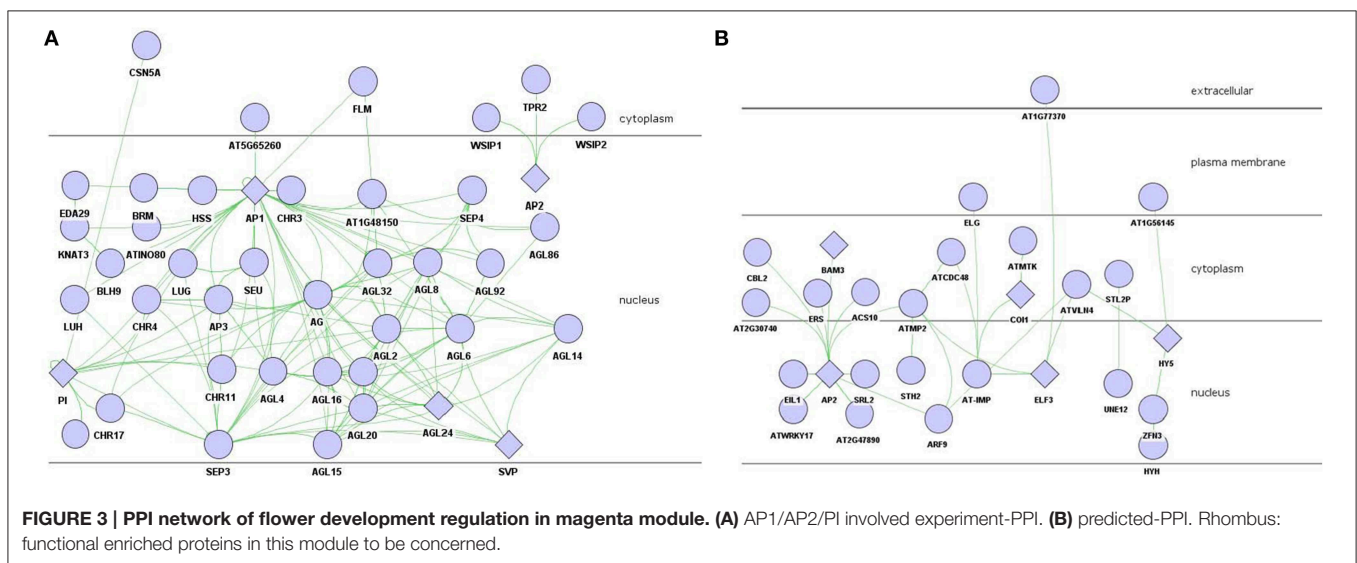 A
B
CSN5A
FLM
TPR2
AT5G65260
WSIP1
WSIP2
cytoplasm
EDA29
BRM
HSS
AP1
CHR3
AT1G48150
SEP4
AP2
KNAT3
ATINO80
AGL86
BLH9
LUG
SEU
AGL32
AGL8
AGL92
nucleus
LUH
CHR4
AP3
AG
AGL2
AGL6
AGL14
PI
CHR11
AGL4
AGL16
CHR17
AGL20
AGL24
SEP3
AGL15
SVP
extracellular
AT1G77370
plasma membrane
ELG
AT1G56145
cytoplasm
CBL2
BAM3
ATCDC48
ATMTK
STL2P
AT2G30740
ERS
ACS10
ATMP2
COI1
ATVILN4
HY5
nucleus
EIL1
AP2
SRL2
STH2
AT-IMP
ELF3
UNE12
ATWRKY17
AT2G47890
ARF9
ZFN3
HYH
FIGURE 3 | PPI network of flower development regulation in magenta module. (A) AP1/AP2/PI involved experiment-PPI. (B) predicted-PPI. Rhombus:
functional enriched proteins in this module to be concerned.